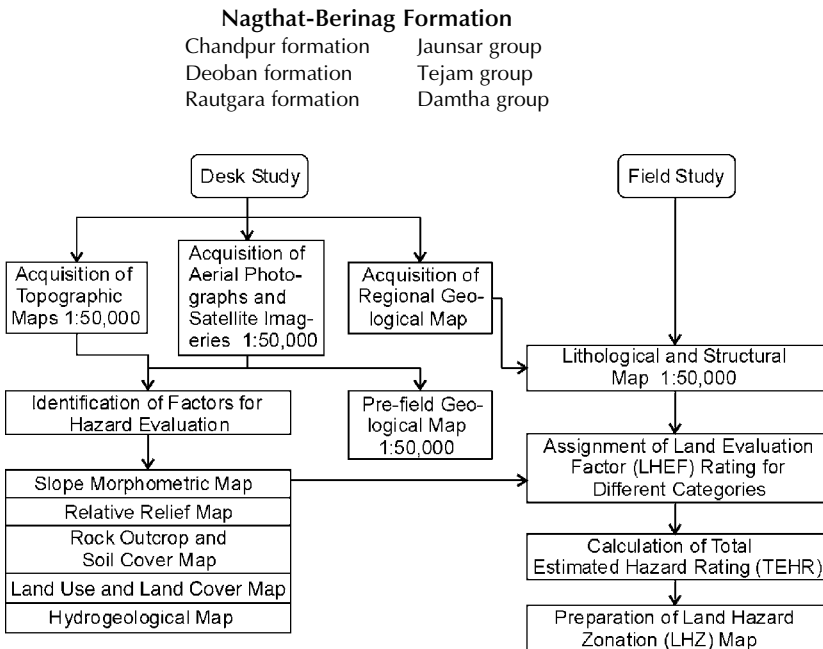 Nagthat-Berinag Formation
Chandpur formation Jaunsar group
Deoban formation Tejam group
Rautgara formation Damtha group
Desk Study
Field Study
Acquisition of
Topographic
Maps 1:50,000
Acquisition of
Aerial Photo-
graphs and
Satellite Imag-
eries 1:50,000
Acquisition of
Regional Geo-
logical Map
Lithological and Structural
Map 1:50,000
Identification of Factors for
Hazard Evaluation
Pre-field Geo-
logical Map
1:50,000
Assignment of Land Evaluation
Factor (LHEF) Rating for
Different Categories
Slope Morphometric Map
Relative Relief Map
Rock Outcrop and
Soil Cover Map
Land Use and Land Cover Map
Hydrogeological Map
Calculation of Total
Estimated Hazard Rating (TEHR)
Preparation of Land Hazard
Zonation (LHZ) Map